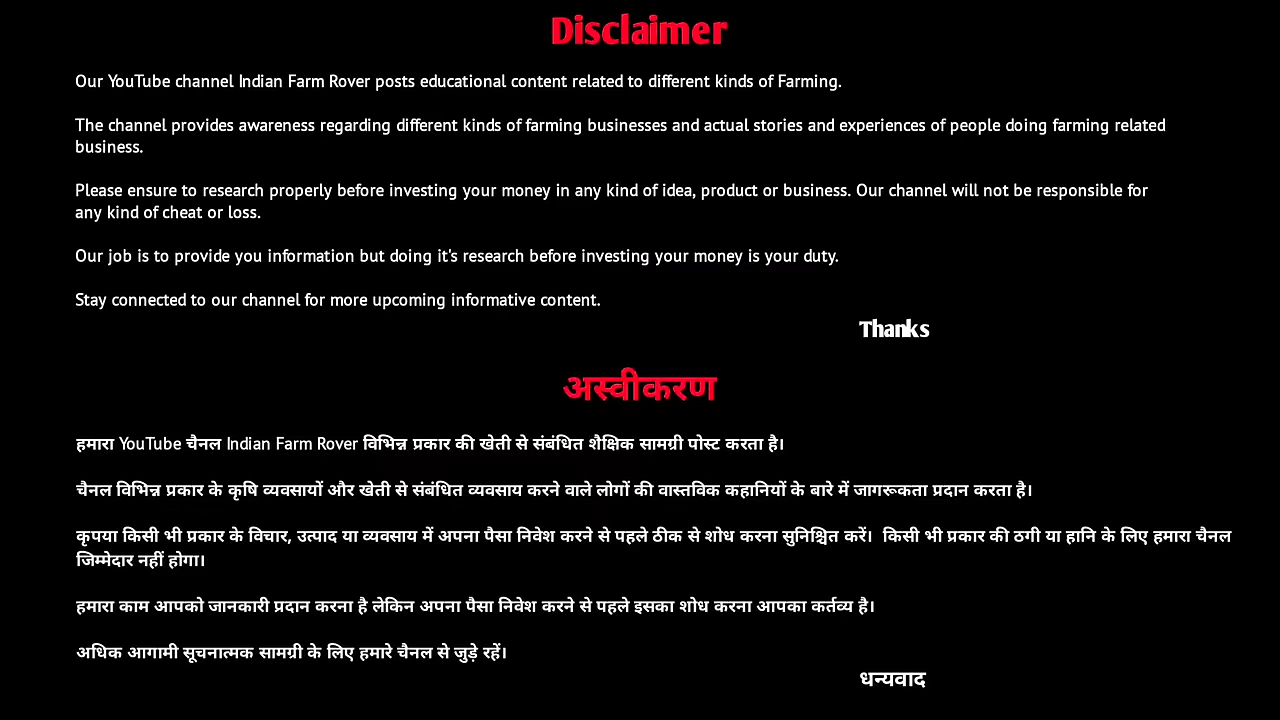 Disclaimer
Our YouTube channel Indian Farm Rover posts educational content related to different kinds of Farming.
The channel provides awareness regarding different kinds of farming businesses and actual stories and experiences of people doing farming related
business.
Please ensure to research properly before investing your money in any kind of idea, product or business. Our channel will not be responsible for
any kind of cheat or loss.
Our job is to provide you information but doing it's research before investing your money is your duty.
Stay connected to our channel for more upcoming informative content.
Thanks
अस्वीकरण
हमारा YouTube चैनल Indian Farm Rover विभिन्न प्रकार की खेती से संबंधित शैक्षिक सामग्री पोस्ट करता है।
चैनल विभिन्न प्रकार के कृषि व्यवसायों और खेती से संबंधित व्यवसाय करने वाले लोगों की वास्तविक कहानियों के बारे में जागरूकता प्रदान करता है।
कृपया किसी भी प्रकार के विचार, उत्पाद या व्यवसाय में अपना पैसा निवेश करने से पहले ठीक से शोध करना सुनिश्चित करें।  किसी भी प्रकार की ठगी या हानि के लिए हमारा चैनल
जिम्मेदार नहीं होगा।
हमारा काम आपको जानकारी प्रदान करना है लेकिन अपना पैसा निवेश करने से पहले इसका शोध करना आपका कर्तव्य है।
अधिक आगामी सूचनात्मक सामग्री के लिए हमारे चैनल से जुड़े रहें।
धन्यवाद